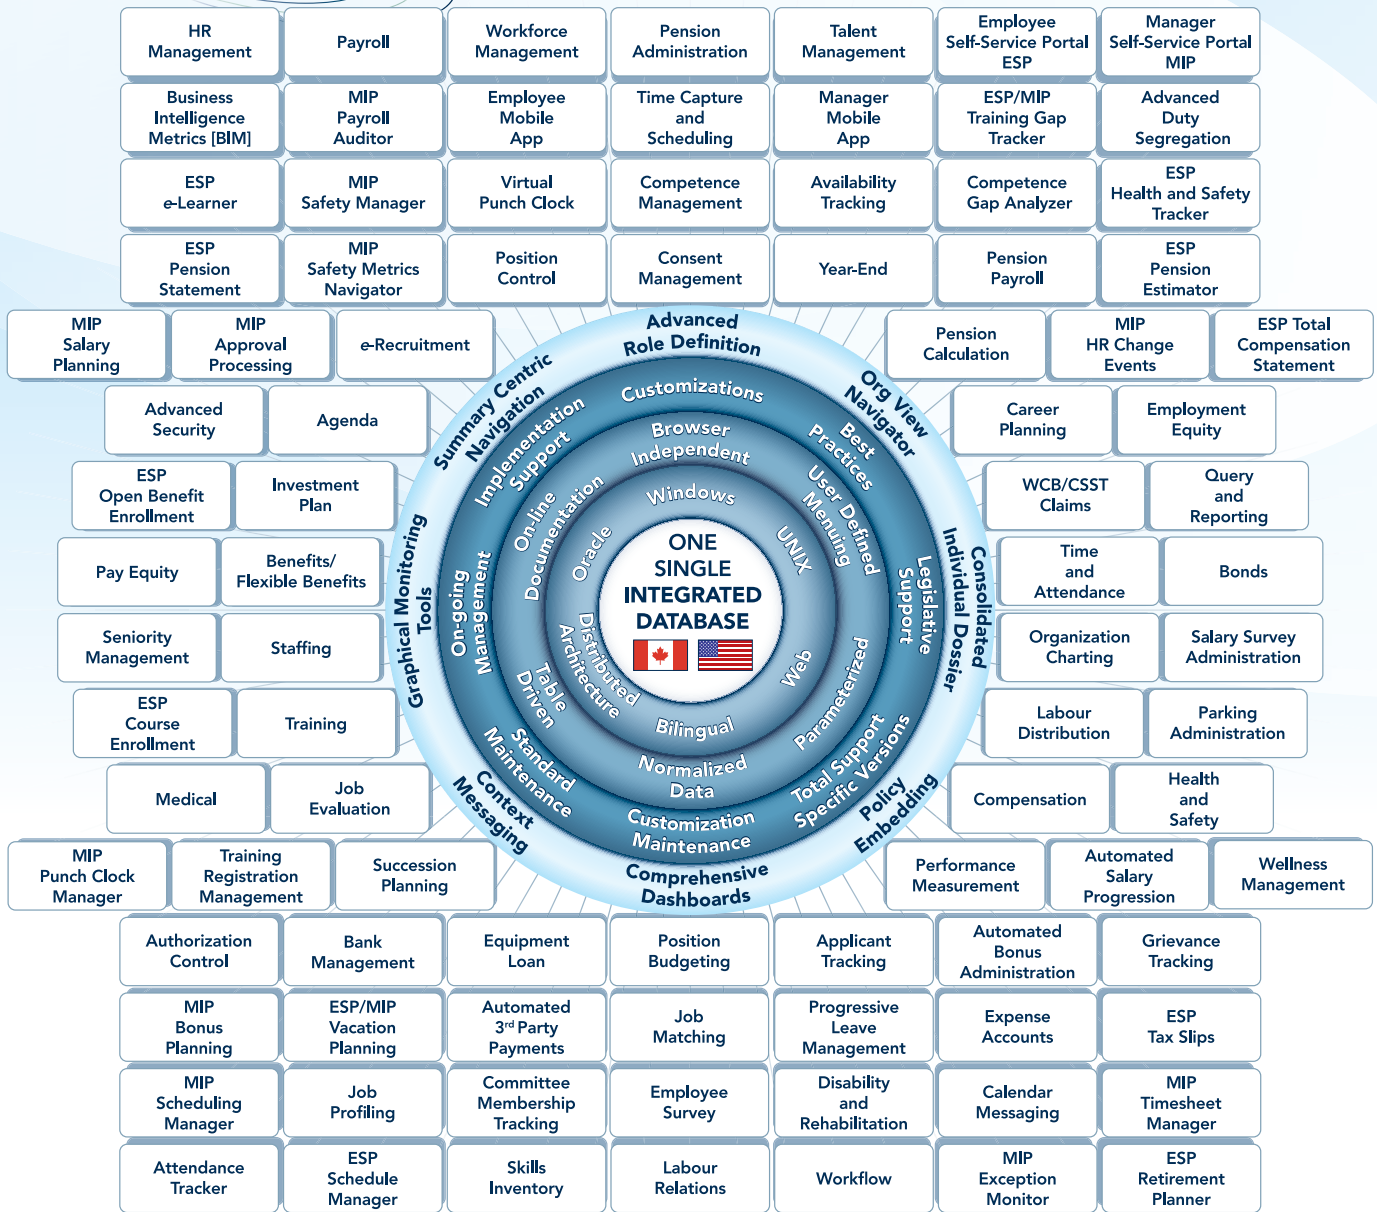 HR
Management
Payroll
Workforce
Management
Pension
Administration
Talent
Management
Employee
Self-Service Portal
ESP
Manager
Self-Service Portal
MIP
Business
Intelligence
Metrics [BIM]
MIP
Payroll
Auditor
Employee
Mobile
App
Time Capture
and
Scheduling
Manager
Mobile
App
ESP/MIP
Training Gap
Tracker
Advanced
Duty
Segregation
ESP
e-Learner
MIP
Safety Manager
Virtual
Punch Clock
Competence
Management
Availability
Tracking
Competence
Gap Analyzer
ESP
Health and Safety
Tracker
ESP
Pension
Statement
MIP
Safety Metrics
Navigator
Position
Control
Consent
Management
Year-End
Pension
Payroll
ESP
Pension
Estimator
MIP
Salary
Planning
MIP
Approval
Processing
e-Recruitment
Pension
Calculation
MIP
HR Change
Events
ESP Total
Compensation
Statement
Advanced
Security
Agenda
Career
Planning
Employment
Equity
ESP
Open Benefit
Enrollment
Investment
Plan
WCB/CSST
Claims
Query
and
Reporting
Pay Equity
Benefits/
Flexible Benefits
Time
and
Attendance
Bonds
Seniority
Management
Staffing
Organization
Charting
Salary Survey
Administration
ESP
Course
Enrollment
Training
Labour
Distribution
Parking
Administration
Medical
Job
Evaluation
Compensation
Health
and
Safety
MIP
Punch Clock
Manager
Training
Registration
Management
Succession
Planning
Performance
Measurement
Automated
Salary
Progression
Wellness
Management
Advanced
Role Definition
Org View
Navigator
Consolidated
Individual Dossier
Policy
Embedding
Comprehensive
Dashboards
Context
Messaging
Graphical Monitoring
Tools
Summary Centric
Navigation
Customizations
Best
Practices
Legislative
Support
Total Support
Specific Versions
Customization
Maintenance
Standard
Maintenance
On-going
Management
Implementation
Support
Browser
Independent
User Defined
Menuing
Parameterized
Normalized
Data
Table
Driven
On-line
Documentation
Windows
UNIX
Web
Bilingual
Distributed
Architecture
Oracle
ONE
SINGLE
INTEGRATED
DATABASE
Authorization
Control
Bank
Management
Equipment
Loan
Position
Budgeting
Applicant
Tracking
Automated
Bonus
Administration
Grievance
Tracking
MIP
Bonus
Planning
ESP/MIP
Vacation
Planning
Automated
3rd Party
Payments
Job
Matching
Progressive
Leave
Management
Expense
Accounts
ESP
Tax Slips
MIP
Scheduling
Manager
Job
Profiling
Committee
Membership
Tracking
Employee
Survey
Disability
and
Rehabilitation
Calendar
Messaging
MIP
Timesheet
Manager
Attendance
Tracker
ESP
Schedule
Manager
Skills
Inventory
Labour
Relations
Workflow
MIP
Exception
Monitor
ESP
Retirement
Planner